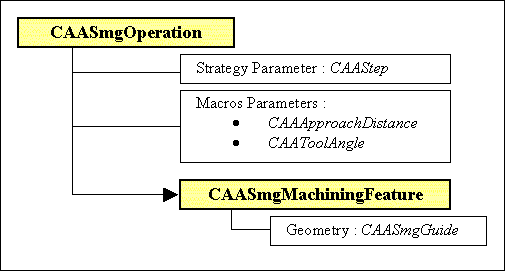 CAASmgOperation
Strategy Parameter : CAAStep
Macros Parameters :
• CAAApproachDistance
• CAAToolAngle
CAASmgMachiningFeature
Geometry : CAASmgGuide